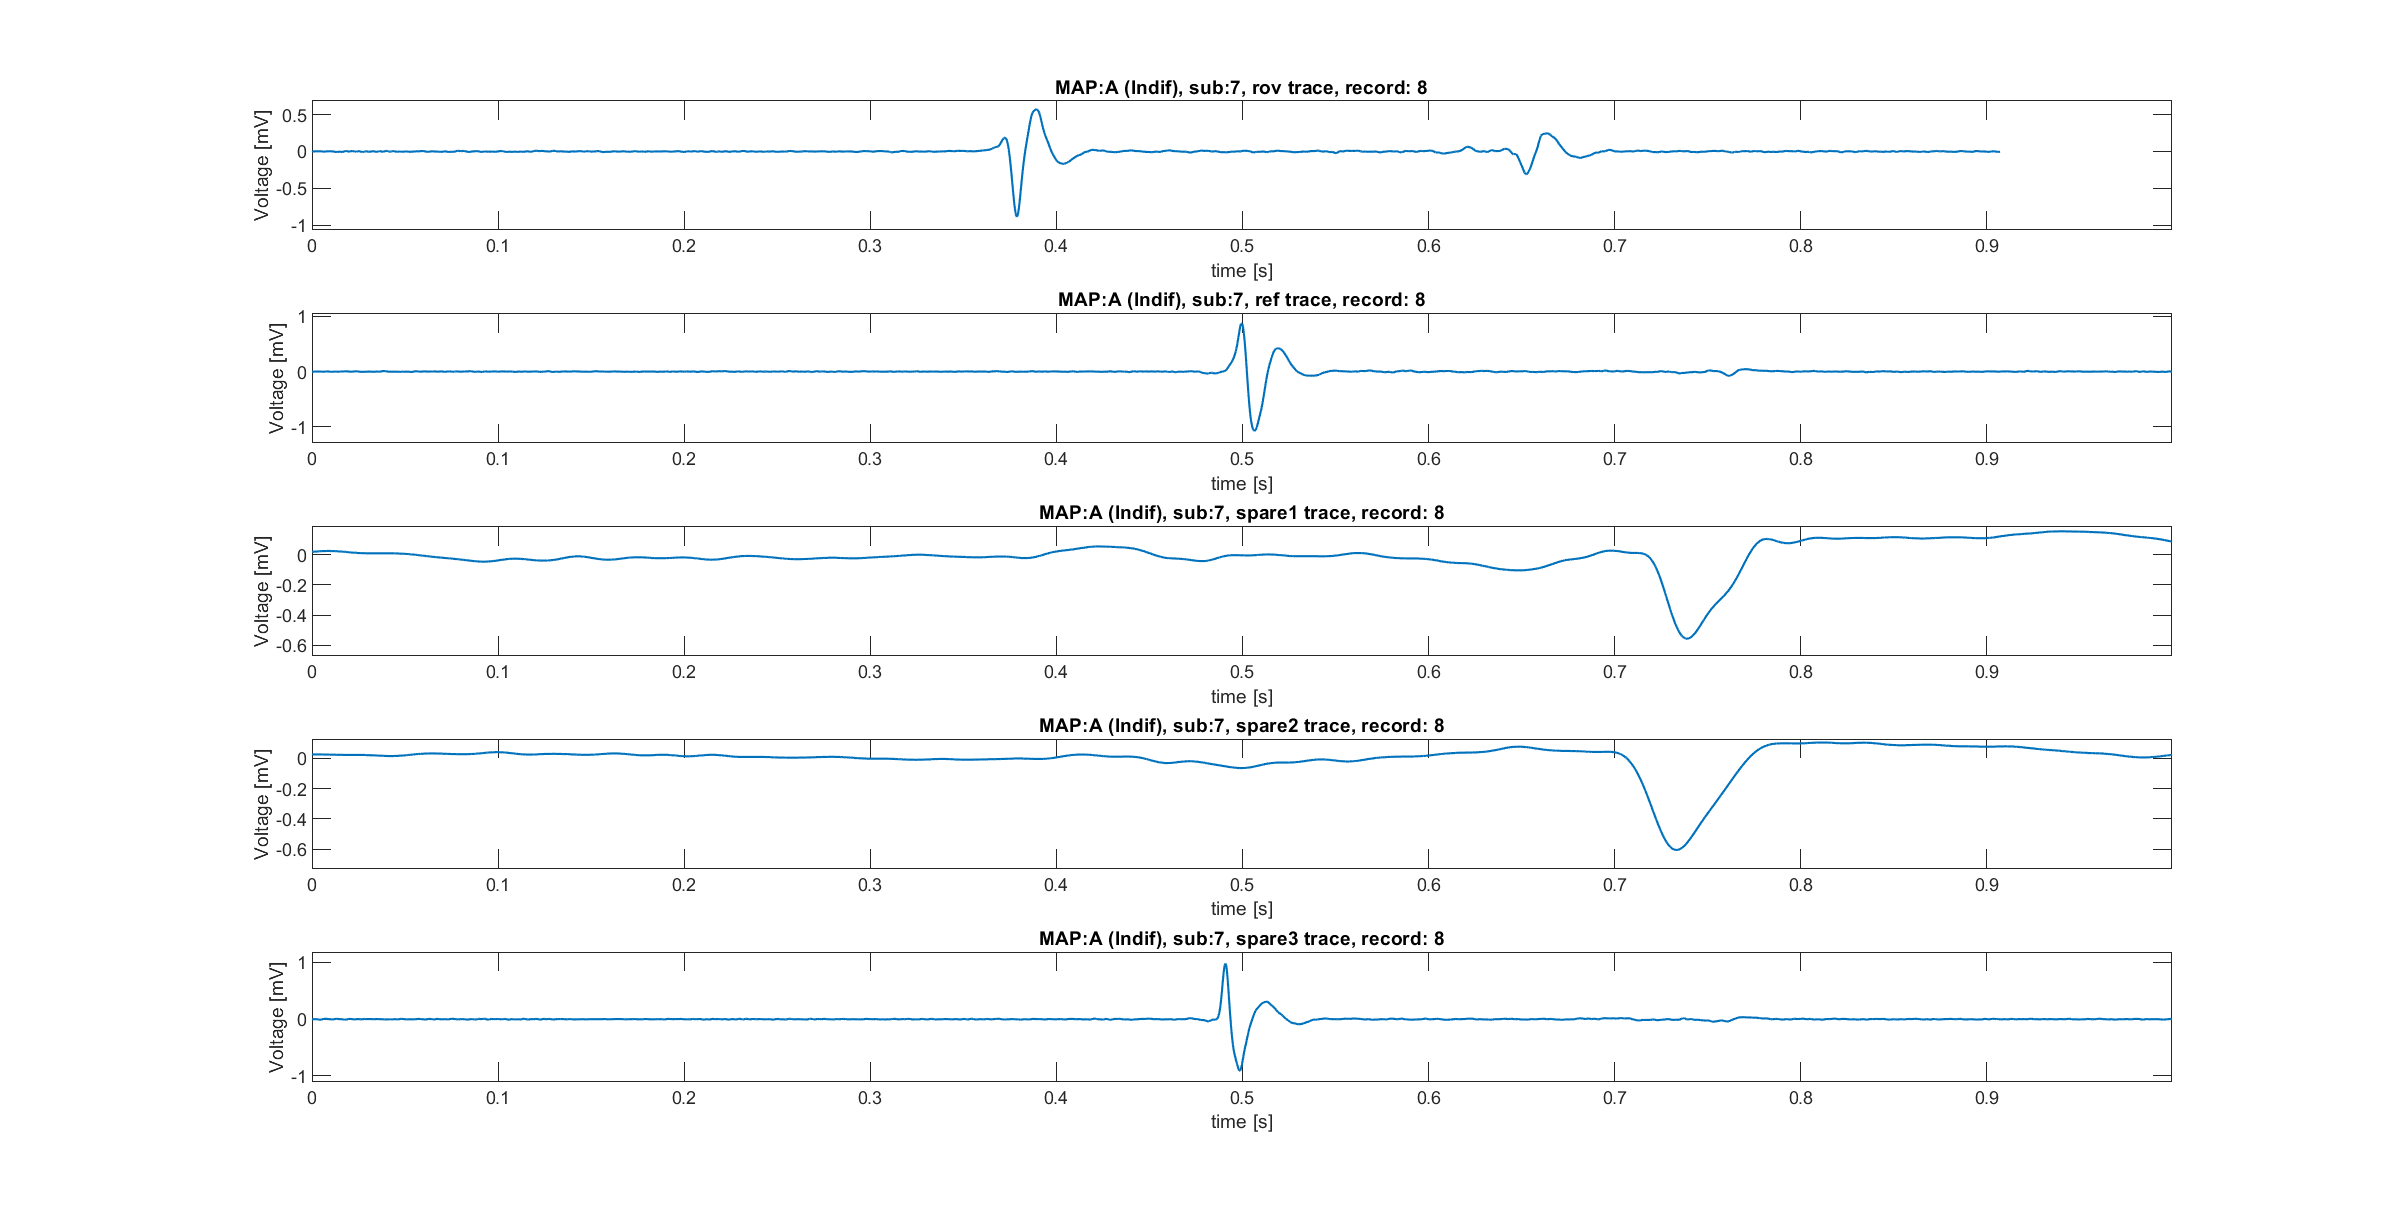 MAP:A (Indif), sub:7, rov trace, record: 8
Voltage [mV]
0.5
0
-0.5
-1
0 0.1 0.2 0.3 0.4 0.5 0.6 0.7 0.8 0.9
time [s]
MAP:A (Indif), sub:7, ref trace, record: 8
Voltage [mV]
1
0
-1
0 0.1 0.2 0.3 0.4 0.5 0.6 0.7 0.8 0.9
time [s]
MAP:A (Indif), sub:7, spare1 trace, record: 8
Voltage [mV]
0
-0.2
-0.4
-0.6
0 0.1 0.2 0.3 0.4 0.5 0.6 0.7 0.8 0.9
time [s]
MAP:A (Indif), sub:7, spare2 trace, record: 8
Voltage [mV]
0
-0.2
-0.4
-0.6
0 0.1 0.2 0.3 0.4 0.5 0.6 0.7 0.8 0.9
time [s]
MAP:A (Indif), sub:7, spare3 trace, record: 8
Voltage [mV]
1
0
-1
0 0.1 0.2 0.3 0.4 0.5 0.6 0.7 0.8 0.9
time [s]